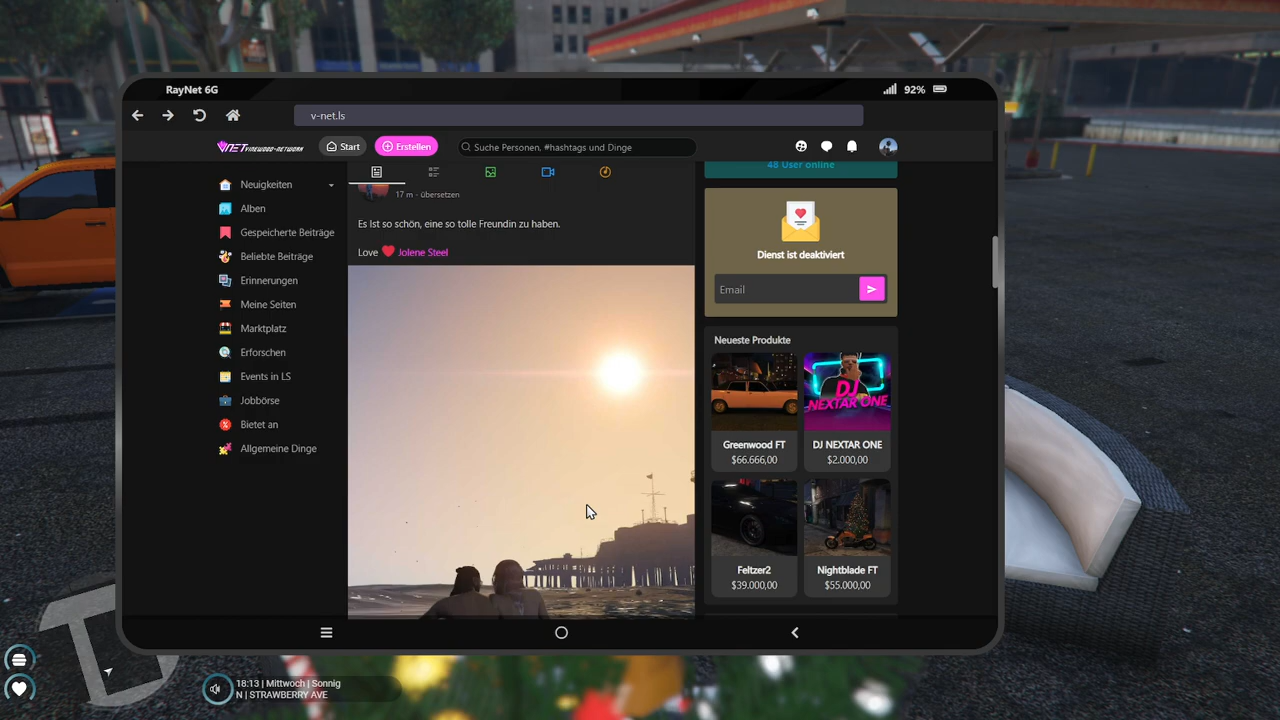 RayNet 6G
92%
v-net.ls
VNET VINEWOOD-NETWORK
Start
Erstellen
Suche Personen, #hashtags und Dinge
Neuigkeiten
Alben
Gespeicherte Beiträge
Beliebte Beiträge
Erinnerungen
Meine Seiten
Marktplatz
Erforschen
Events in LS
Jobbörse
Bietet an
Allgemeine Dinge
17 m - übersetzen
Es Ist so schön, eine so tolle Freundin zu haben.
Love ❤️ Jolene Steel
48 User online
Dienst ist deaktiviert
Email
Neueste Produkte
DJ
NEXTAR ONE
Greenwood FT
$66.666,00
DJ NEXTAR ONE
$2.000,00
Feltzer2
$39.000,00
Nightblade FT
$55.000,00
18:13 | Mittwoch | Sonnig
N | STRAWBERRY AVE